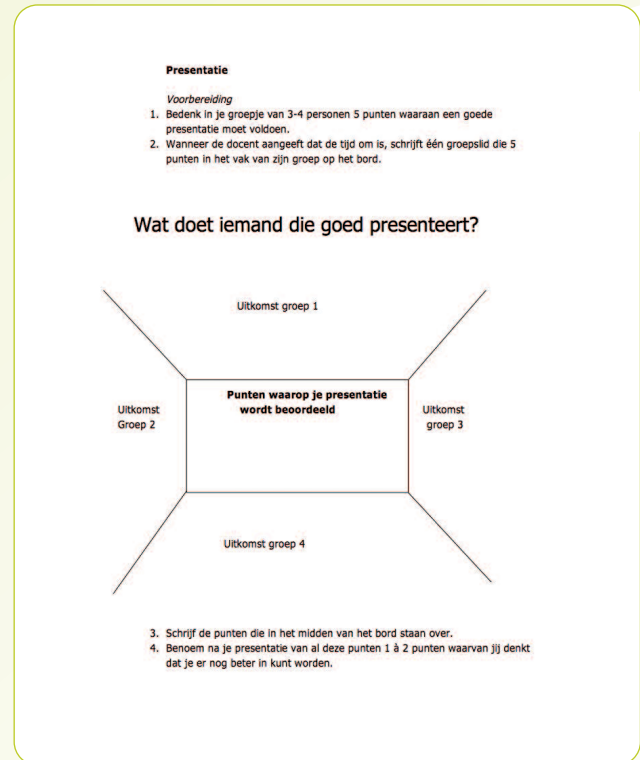 Presentatie
Voorbereiding
1. Bedenk in je groepje van 3-4 personen 5 punten waaraan een goede
presentatie moet voldoen.
2. Wanneer de docent aangeeft dat de tijd om is, schrijft één groepslid die 5
punten in het vak van zijn groep op het bord.
Wat doet iemand die goed presenteert?
Uitkomst groep 1
Punten waarop je presentatie
wordt beoordeeld
Uitkomst
Groep 2
Uitkomst
groep 3
Uitkomst groep 4
3. Schrijf de punten die in het midden van het bord staan over.
4. Benoem na je presentatie van al deze punten 1 à 2 punten waarvan jij denkt
dat je er nog beter in kunt worden.